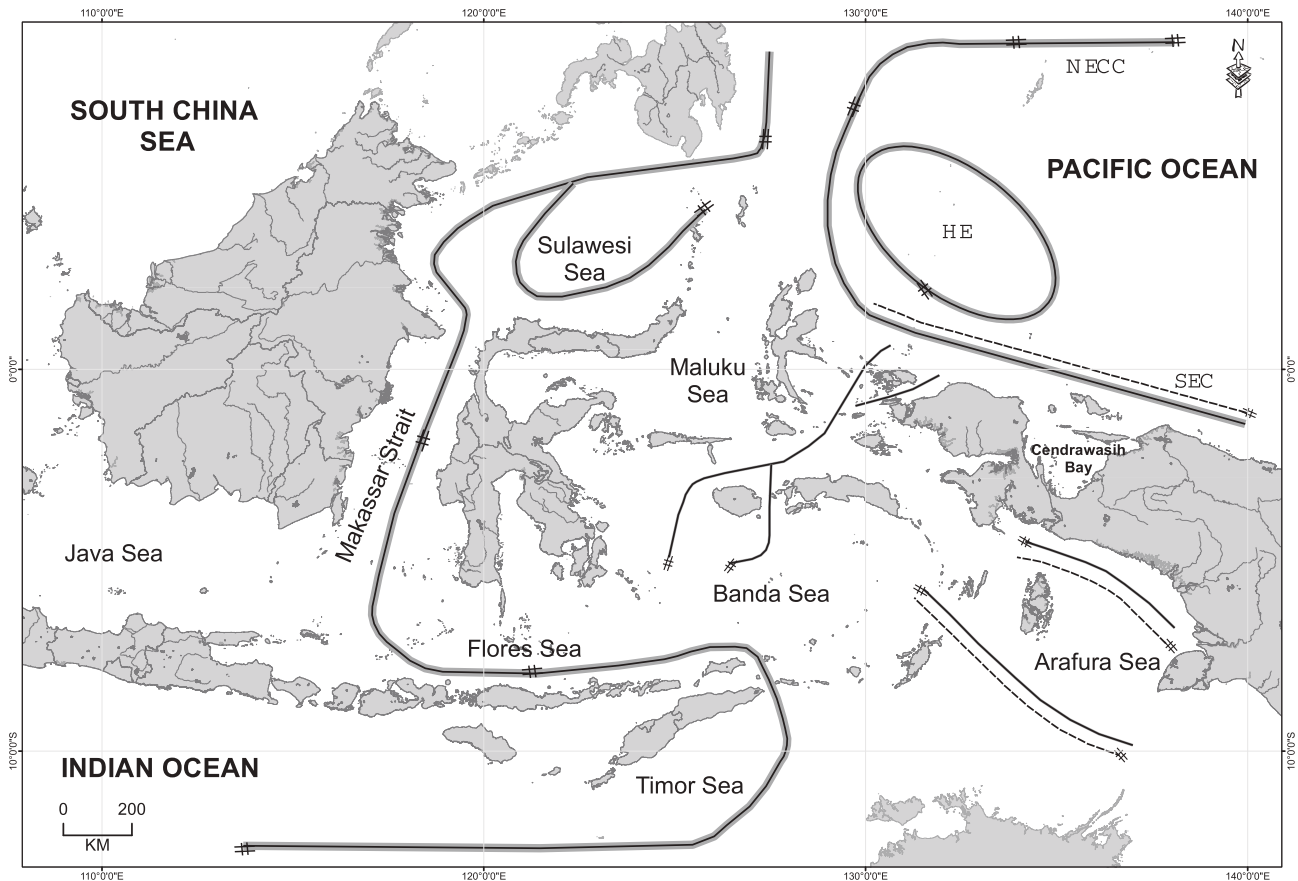 110°0'0"E 120°0'0"E 130°0'0"E 140°0'0"E
N
NECC
SOUTH CHINA
SEA
PACIFIC OCEAN
HE
Sulawesi
Sea
0°0'0"
0°0'0"
Maluku
Sea
SEC
Makassar Strait
Cendrawasih
Bay
Java Sea
Banda Sea
Flores Sea
Arafura Sea
10°0'0"S
10°0'0"S
INDIAN OCEAN
Timor Sea
0 200
KM
110°0'0"E 120°0'0"E 130°0'0"E 140°0'0"E